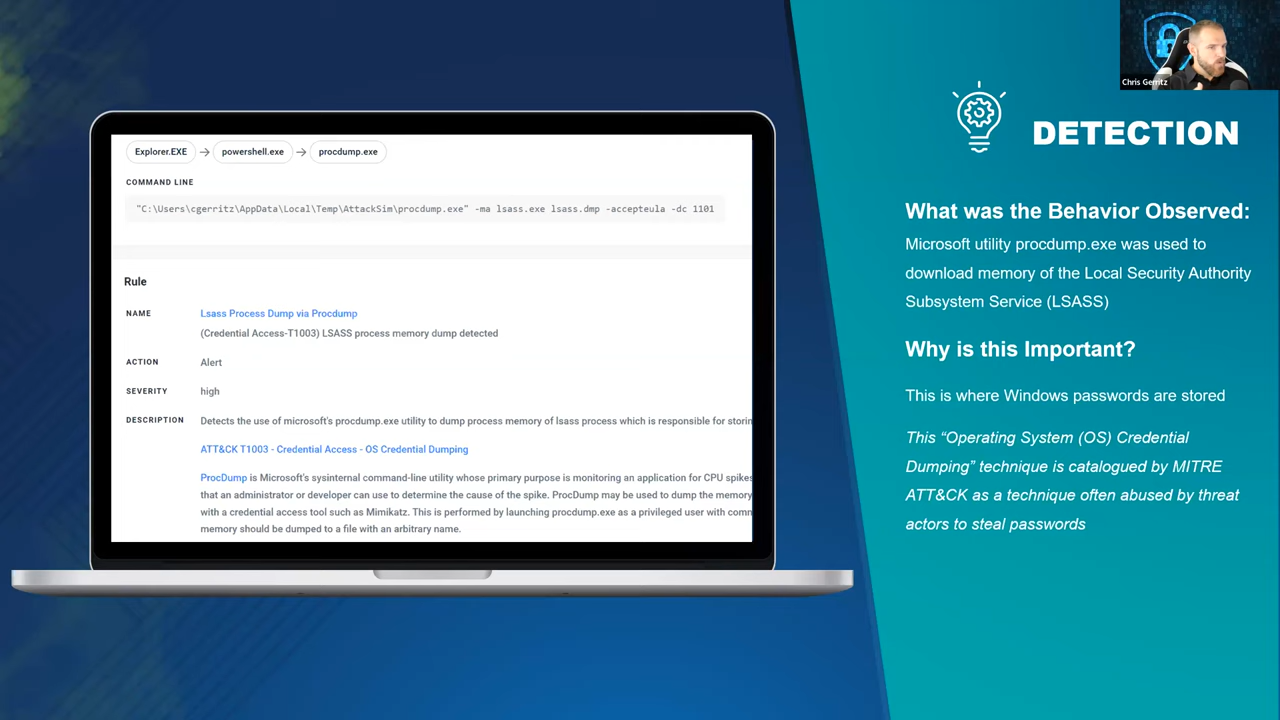 Explorer.EXE → powershell.exe → procdump.exe
COMMAND LINE
"C:\Users\cgerritz\AppData\Local\Temp\AttackSim\procdump.exe" -ma lsass.exe lsass.dmp -accepteula -dc 1101
Rule
NAME Lsass Process Dump via Procdump
(Credential Access-T1003) LSASS process memory dump detected
ACTION Alert
SEVERITY high
DESCRIPTION Detects the use of microsoft's procdump.exe utility to dump process memory of lsass process which is responsible for storin
ATT&CK T1003 - Credential Access - OS Credential Dumping
ProcDump is Microsoft's sysinternal command-line utility whose primary purpose is monitoring an application for CPU spikes
that an administrator or developer can use to determine the cause of the spike. ProcDump may be used to dump the memory
with a credential access tool such as Mimikatz. This is performed by launching procdump.exe as a privileged user with comm
memory should be dumped to a file with an arbitrary name.
Chris Gerritz
DETECTION
What was the Behavior Observed:
Microsoft utility procdump.exe was used to
download memory of the Local Security Authority
Subsystem Service (LSASS)
Why is this Important?
This is where Windows passwords are stored
This “Operating System (OS) Credential
Dumping” technique is catalogued by MITRE
ATT&CK as a technique often abused by threat
actors to steal passwords